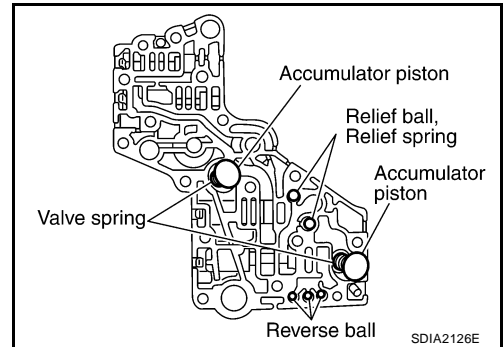 Accumulator piston
Relief ball,
Relief spring
Accumulator
piston
Valve spring
Reverse ball
SDIA2126E